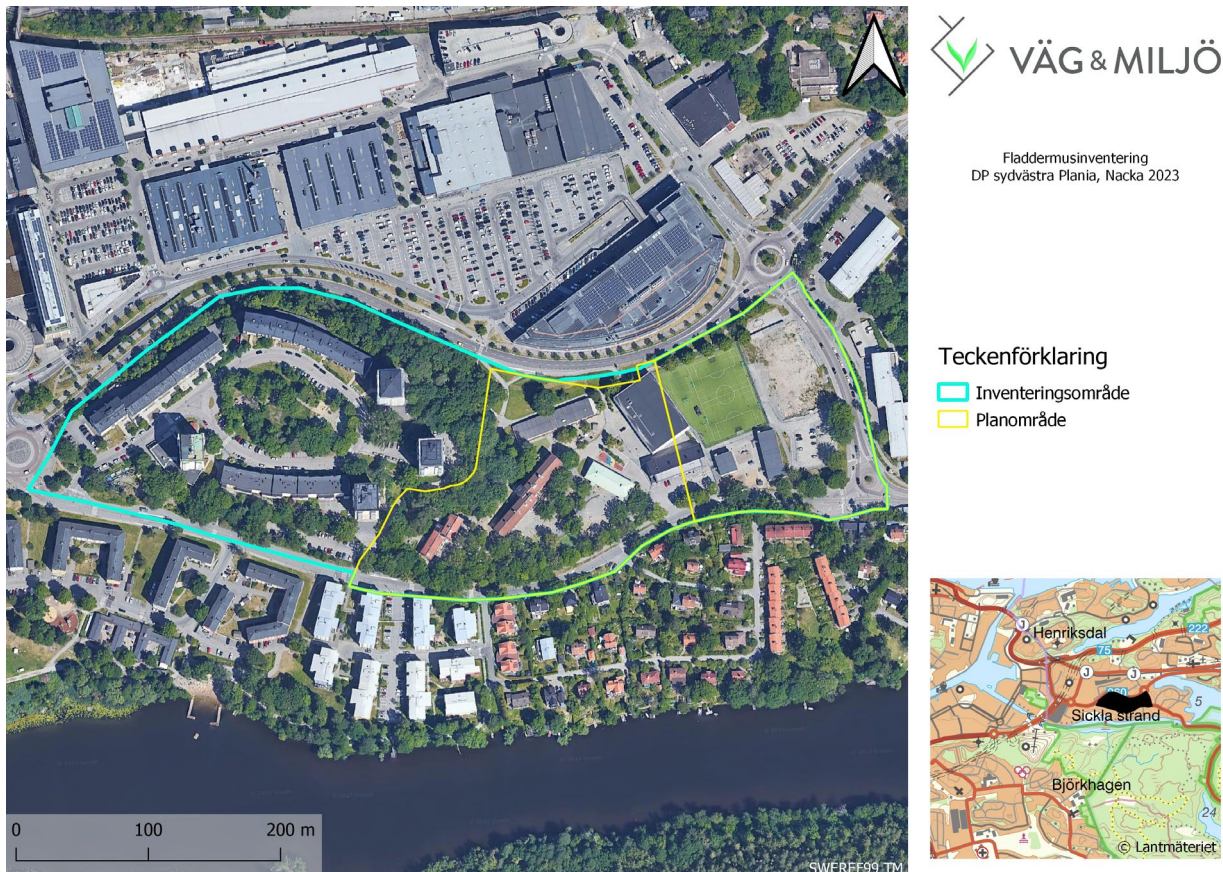 VÄG & MILJÖ
Fladdermusinventering
DP sydvästra Plania, Nacka 2023
Teckenförklaring
Inventeringsområde
Planområde
0 100 200 m
SWEREF99 TM
Henriksdal
222
75
J
J
J
260
Sickla strand
5
Björkhagen
24
© Lantmäteriet